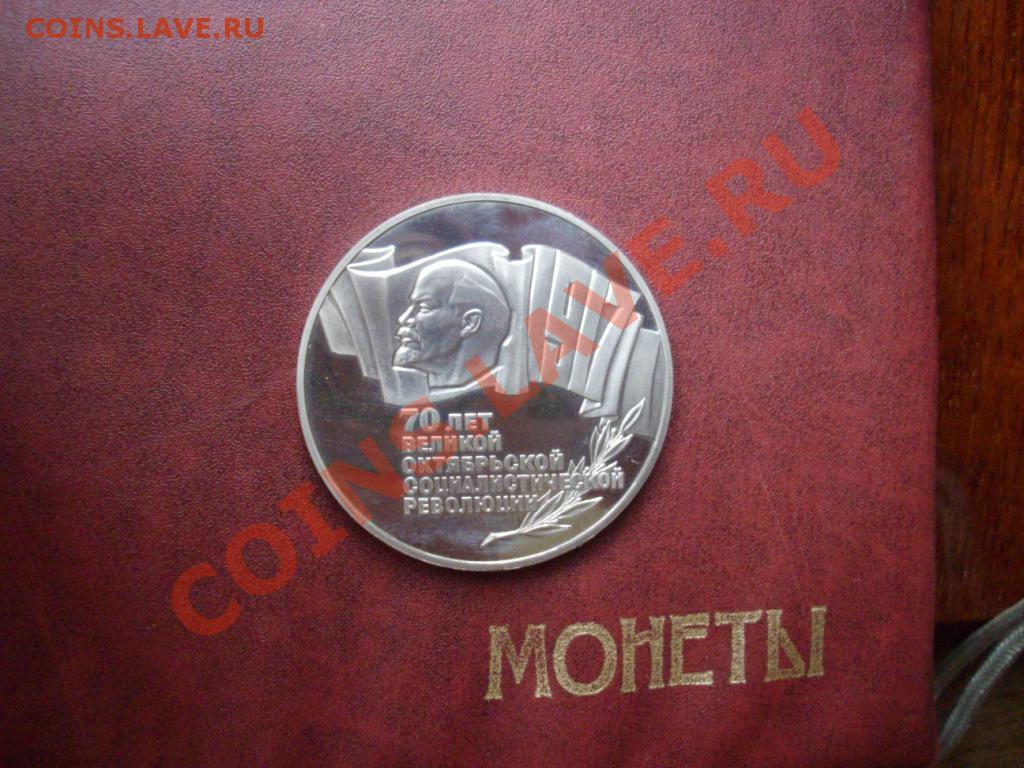 COINS.LAVE.RU
COINS.LAVE.RU
70 ЛЕТ
ВЕЛИКОЙ
ОКТЯБРЬСКОЙ
СОЦИАЛИСТИЧЕСКОЙ
РЕВОЛЮЦИИ
МОНЕТЫ